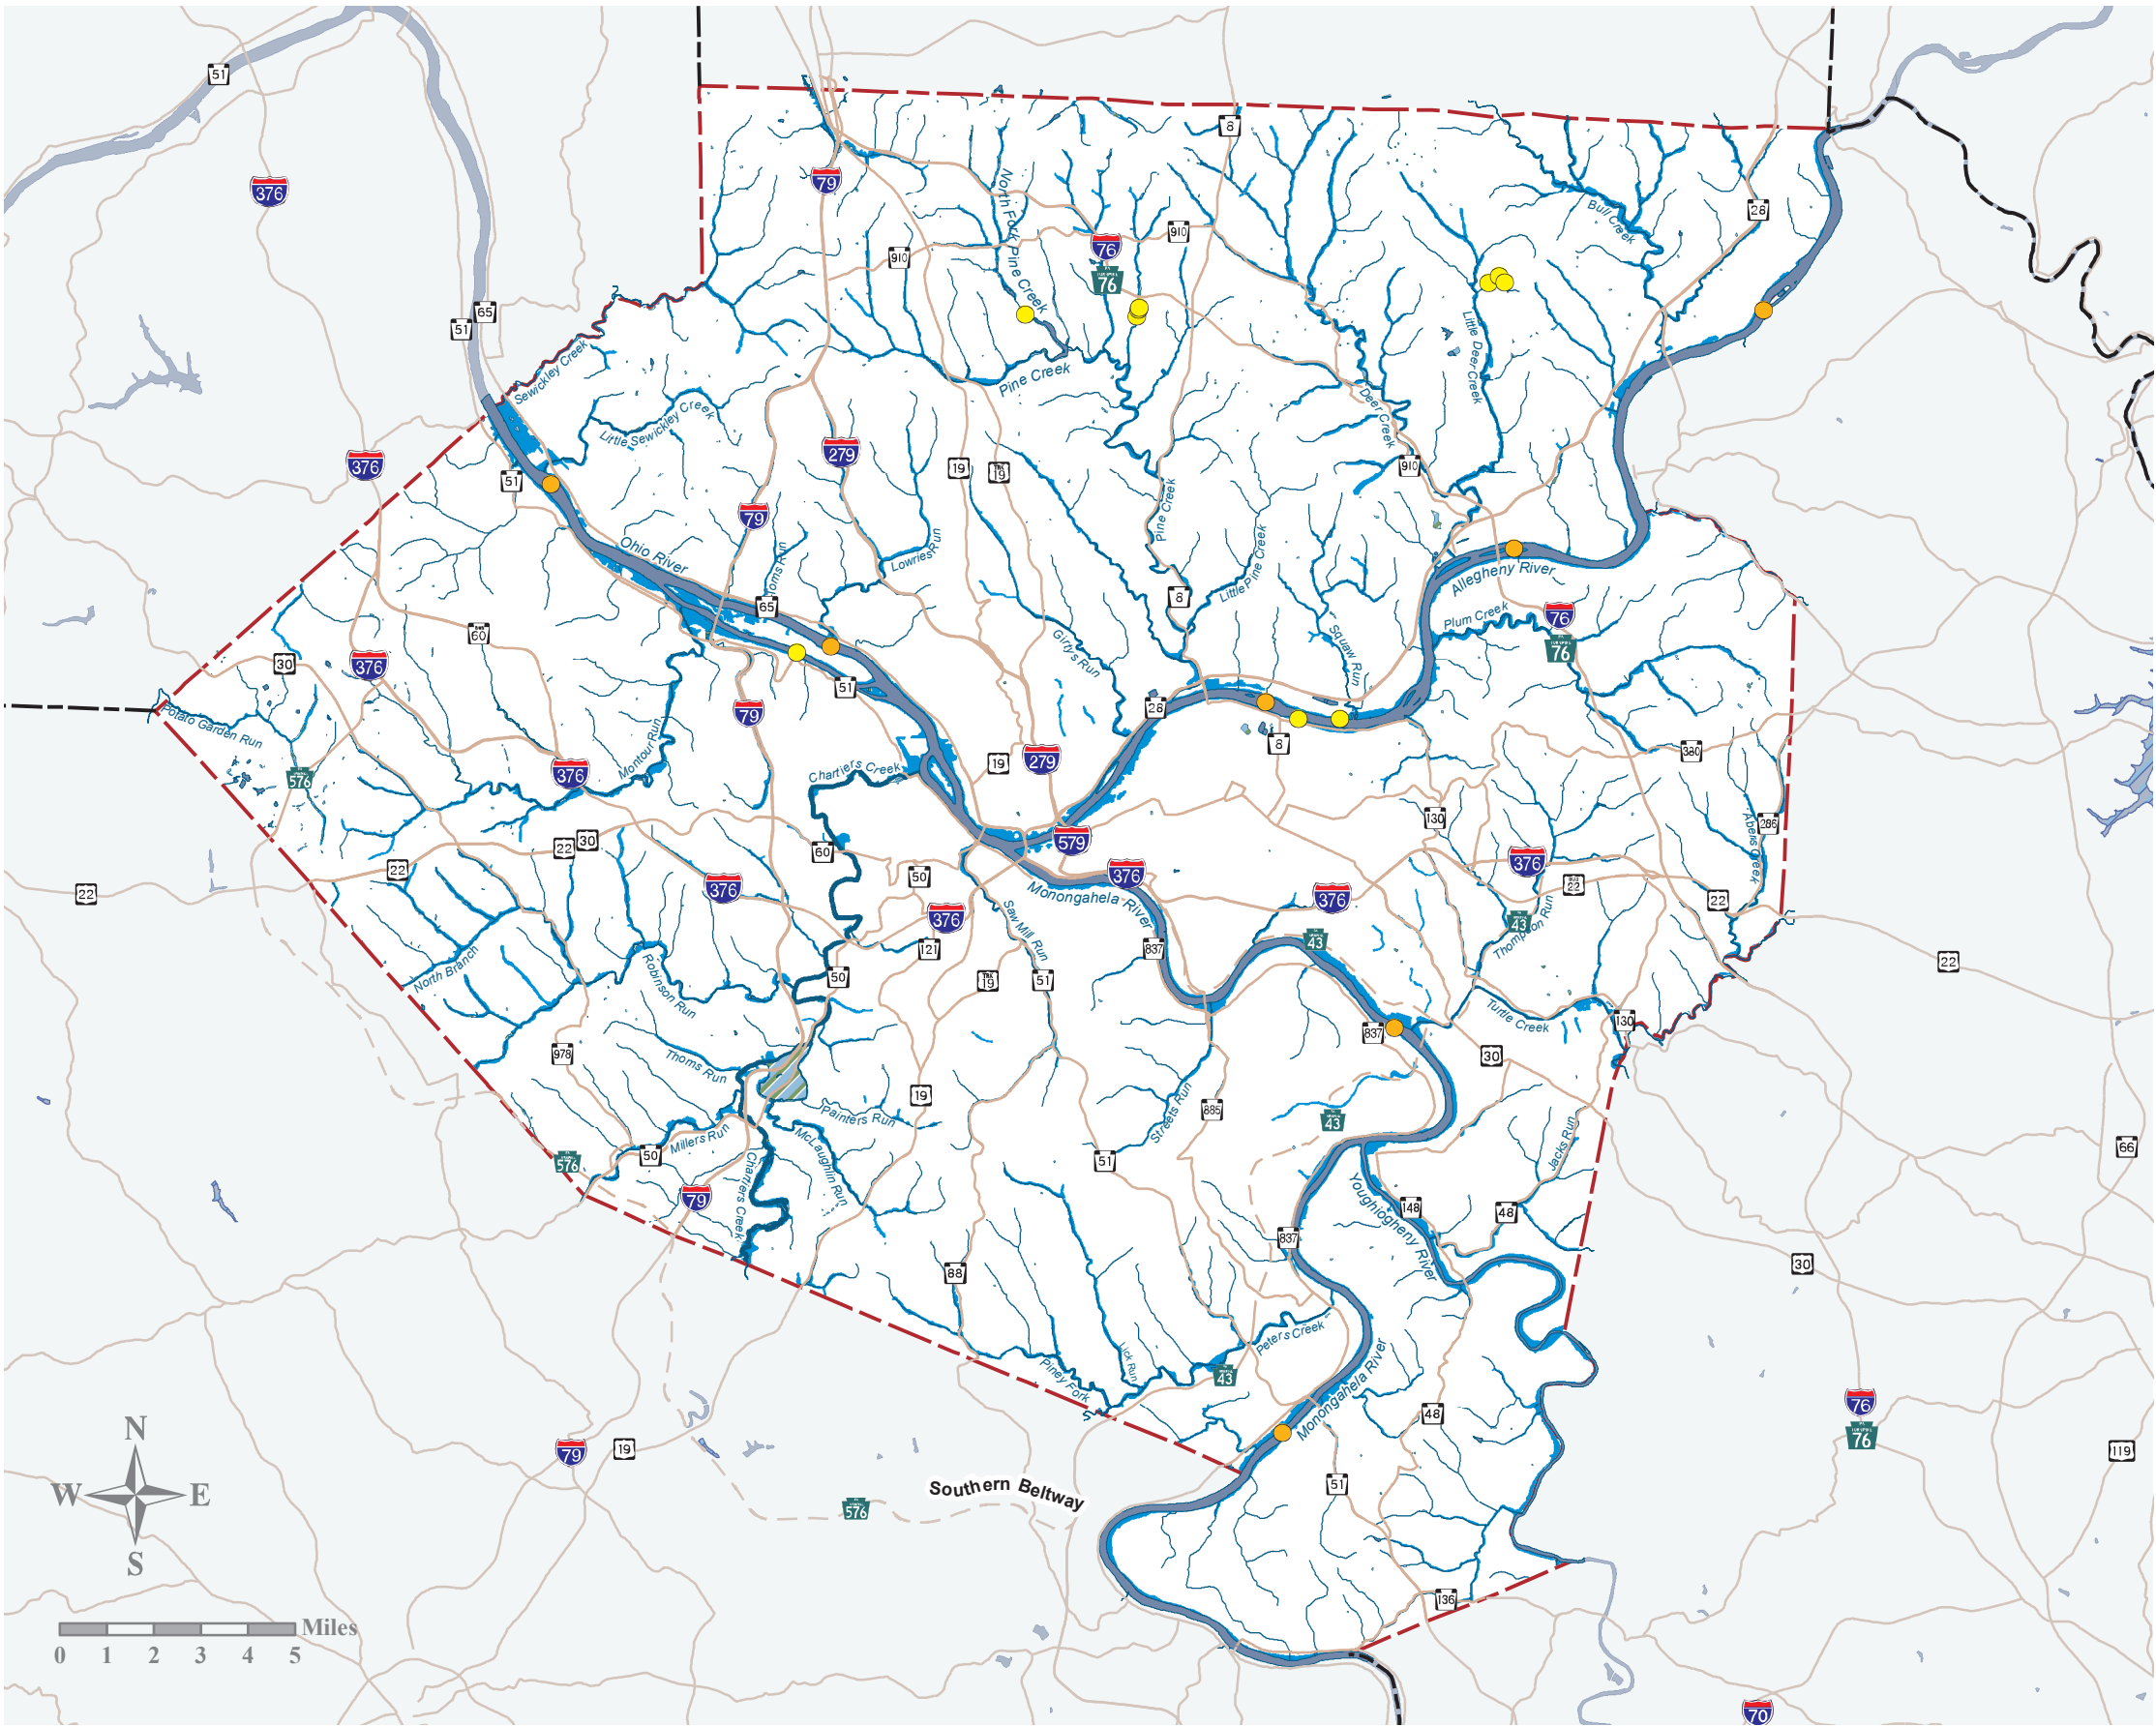 51
376
79
8
28
Bull Creek
North Fork Pine Creek
910
910
76
76
65
51
Little Deer Creek
Sewickley Creek
Pine Creek
Deer Creek
Little Sewickley Creek
279
376
19
TRK
19
910
51
79
Pine Creek
Ohio River
Lowries Run
Little Pine Creek
Allegheny River
65
8
Plum Creek
76
76
60
30
376
Girty's Run
Squaw Run
51
79
28
Potato Garden Run
Montour Run
8
380
576
376
Chartiers Creek
19
279
130
286
579
22
30
60
22
50
376
376
376
Abers Creek
22
376
22
22
Monongahela River
376
Saw Mill Run
121
43
43
Thompson Run
837
North Branch
Robinson Run
50
TRK
19
51
22
Turtle Creek
130
837
978
30
Thoms Run
19
Painters Run
885
43
Streets Run
Jacks Run
66
Millers Run
McLaughlin Run
50
51
576
79
Chartiers Creek
Youghiogheny River
148
48
837
30
88
Peters Creek
Lick Run
Piney Fork
43
Monongahela River
48
76
76
N
W
E
S
79
19
119
Southern Beltway
51
576
136
Miles
0 1 2 3 4 5
70